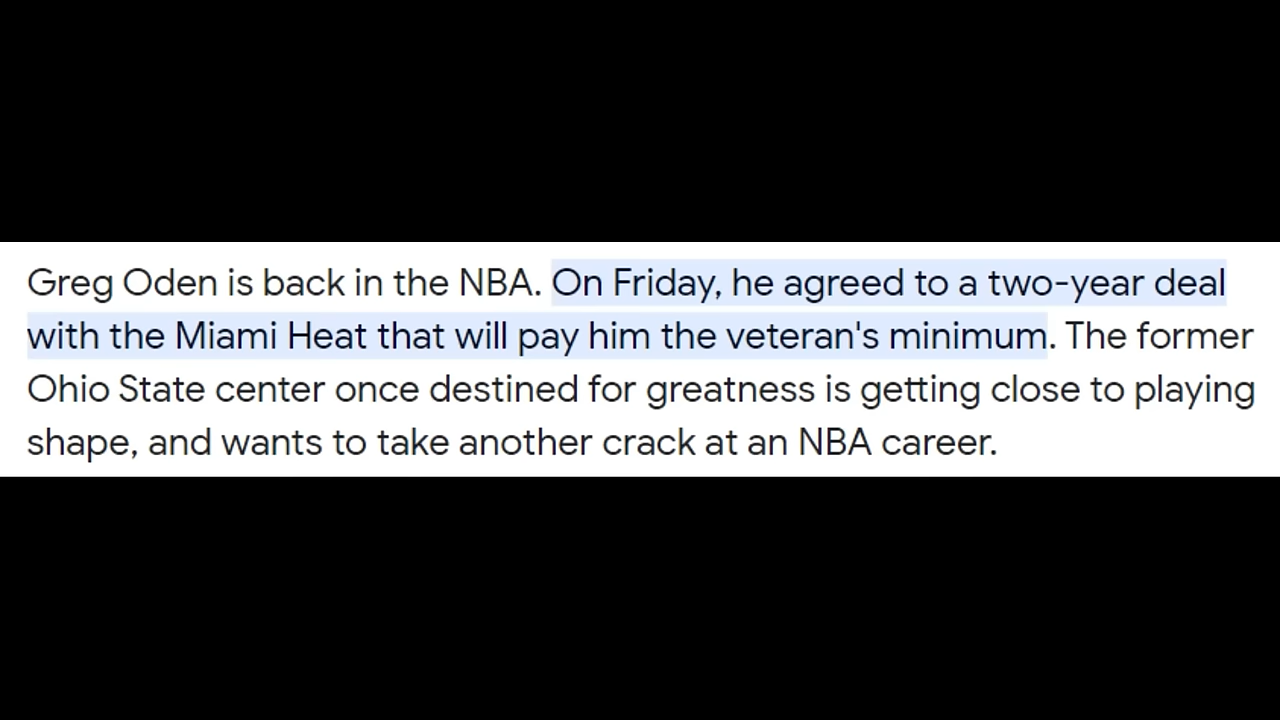 Greg Oden is back in the NBA. On Friday, he agreed to a two-year deal
with the Miami Heat that will pay him the veteran's minimum. The former
Ohio State center once destined for greatness is getting close to playing
shape, and wants to take another crack at an NBA career.